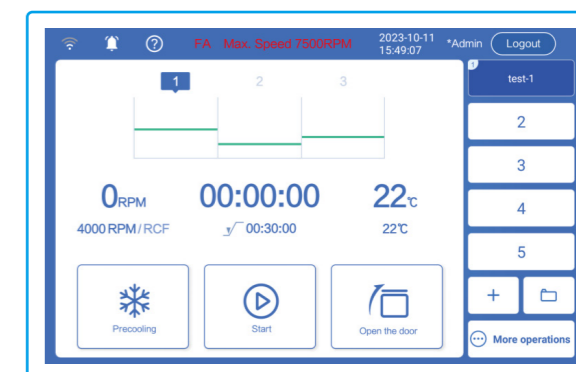 FA Max. Speed 7500RPM 2023-10-11 15:49:07 *Admin Logout
1 2 3
0RPM 00:00:00 22℃
4000 RPM/RCF 00:30:00 22℃
Precooling Start Open the door
1 test-1
2
3
4
5
+
More operations